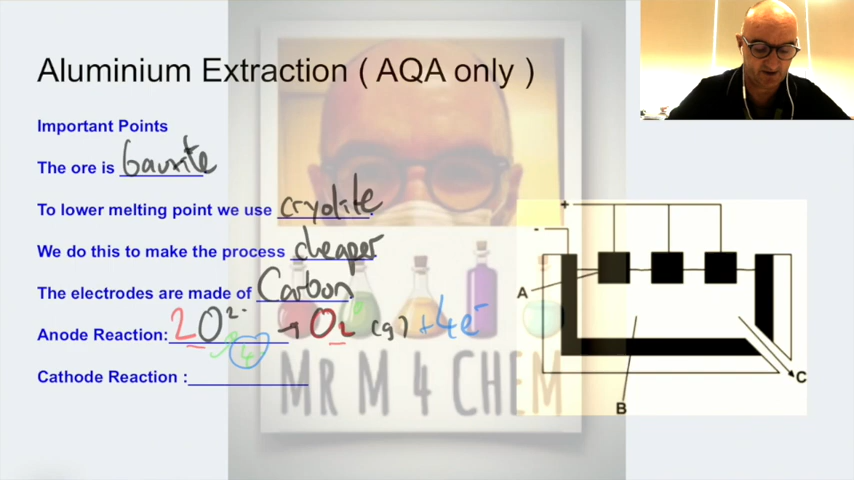 Aluminium Extraction ( AQA only )
Important Points
The ore is bauxite
To lower melting point we use cryolite.
We do this to make the process cheaper
The electrodes are made of Carbon
Anode Reaction: 2O²⁻ → O₂ (g) + 4e⁻
Cathode Reaction :
+
-
A
B
C
MR M 4 CHEM